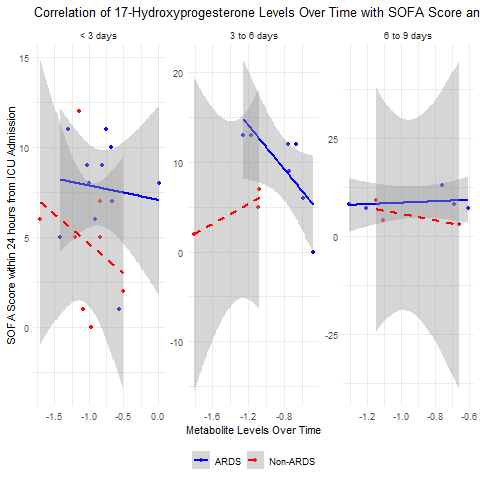 Correlation of 17-Hydroxyprogesterone Levels Over Time with SOFA Score an
< 3 days
3 to 6 days
6 to 9 days
SOFA Score within 24 hours from ICU Admission
15
10
5
0
20
10
0
-10
25
0
-25
-1.5
-1.0
-0.5
0.0
-1.6
-1.2
-0.8
-1.2
-1.0
-0.8
-0.6
Metabolite Levels Over Time
ARDS
Non-ARDS